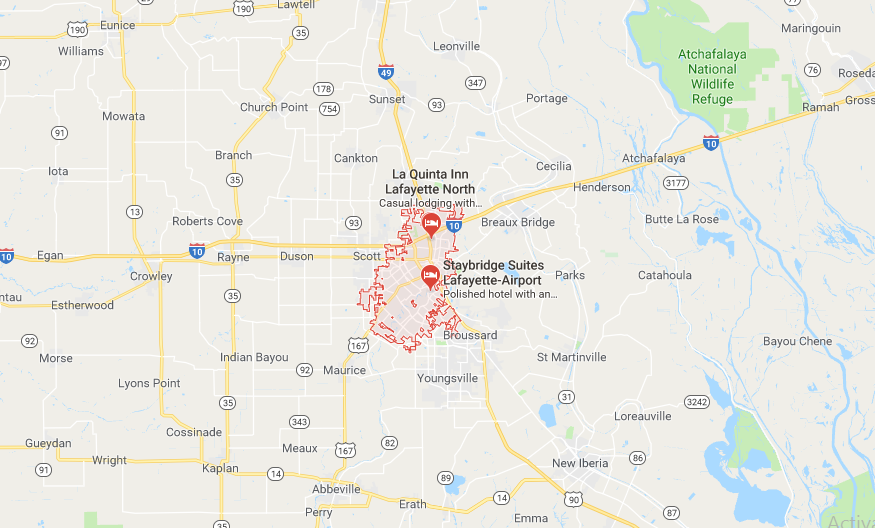 Lawtell
190
190
Eunice
35
Maringouin
Williams
Leonville
Atchafalaya
National
Wildlife
Refuge
97
49
76
Roseda
178
347
Church Point
754
Sunset
93
Portage
Ramah
Gross
Mowata
91
10
Branch
Cankton
Atchafalaya
Iota
Cecilia
35
La Quinta Inn
Lafayette North
Casual lodging with...
Henderson
3177
13
Roberts Cove
93
10
Breaux Bridge
Butte La Rose
10
Egan
10
Rayne
Duson
Scott
Crowley
Staybridge Suites
Lafayette-Airport
Polished hotel with an...
Parks
Catahoula
ntau
Estherwood
35
92
167
Broussard
Bayou Chene
Morse
Indian Bayou
92
Maurice
St Martinville
Lyons Point
Youngsville
35
31
3242
343
Loreauville
Cossinade
Gueydan
82
Meaux
167
Wright
91
Kaplan
14
New Iberia
86
89
Abbeville
14
90
Perry
Erath
Emma
87
35
Activa